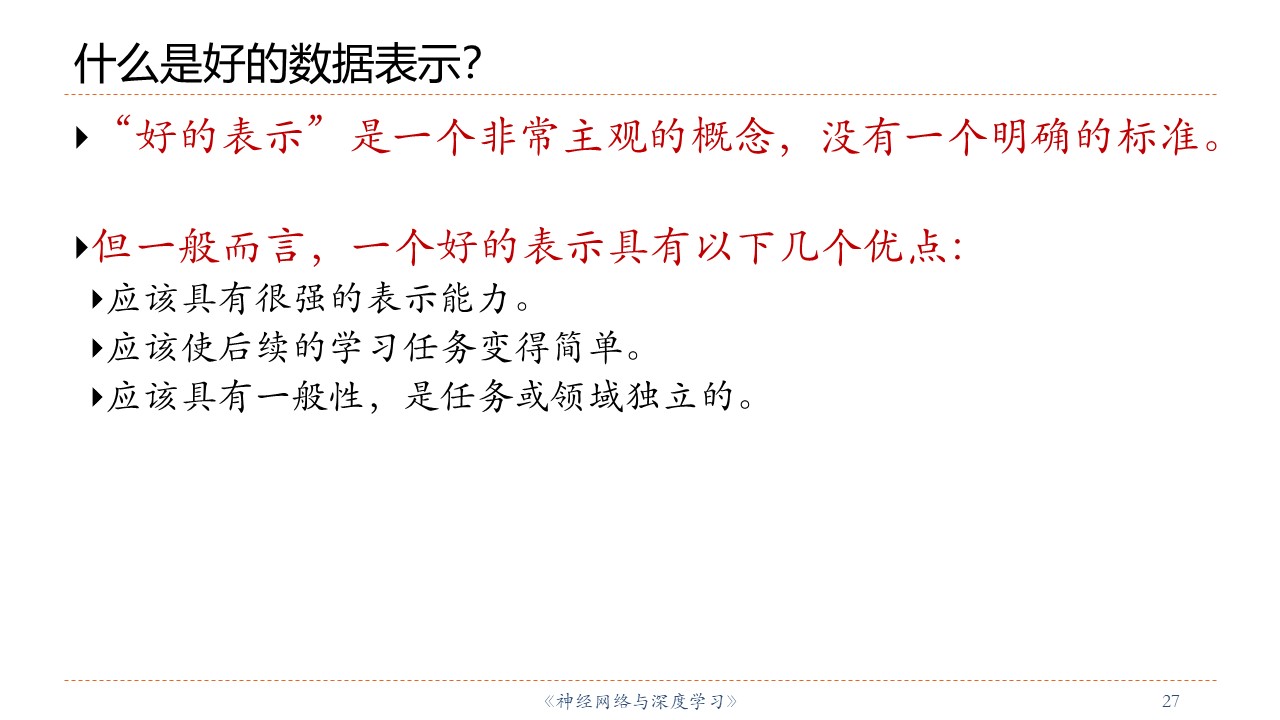 什么是好的数据表示?
“好的表示”是一个非常主观的概念，没有一个明确的标准。
但一般而言，一个好的表示具有以下几个优点：
应该具有很强的表示能力。
应该使后续的学习任务变得简单。
应该具有一般性，是任务或领域独立的。
《神经网络与深度学习》
27